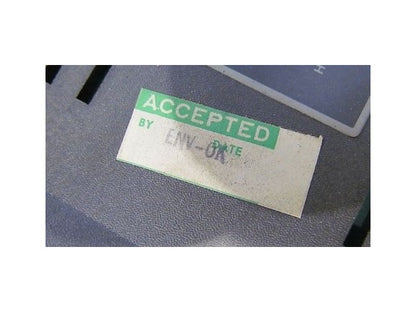 ACCEPTED
BY DATE
ENV-OK
H